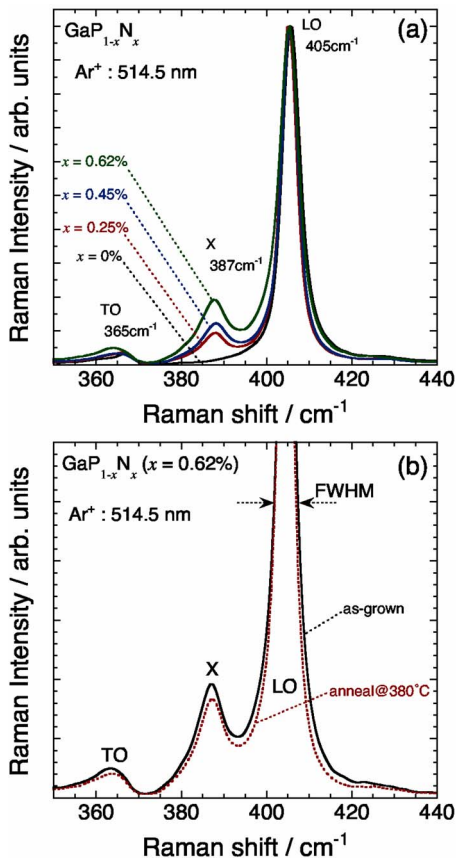 GaP1-xNx
(a)
LO
405cm-1
Ar+ : 514.5 nm
x = 0.62%
x = 0.45%
x = 0.25%
x = 0%
X
387cm-1
TO
365cm-1
Raman Intensity / arb. units
360 380 400 420 440
Raman shift / cm-1
GaP1-xNx (x = 0.62%)
(b)
Ar+ : 514.5 nm
FWHM
as-grown
X
LO
anneal@380°C
TO
Raman Intensity / arb. units
360 380 400 420 440
Raman shift / cm-1